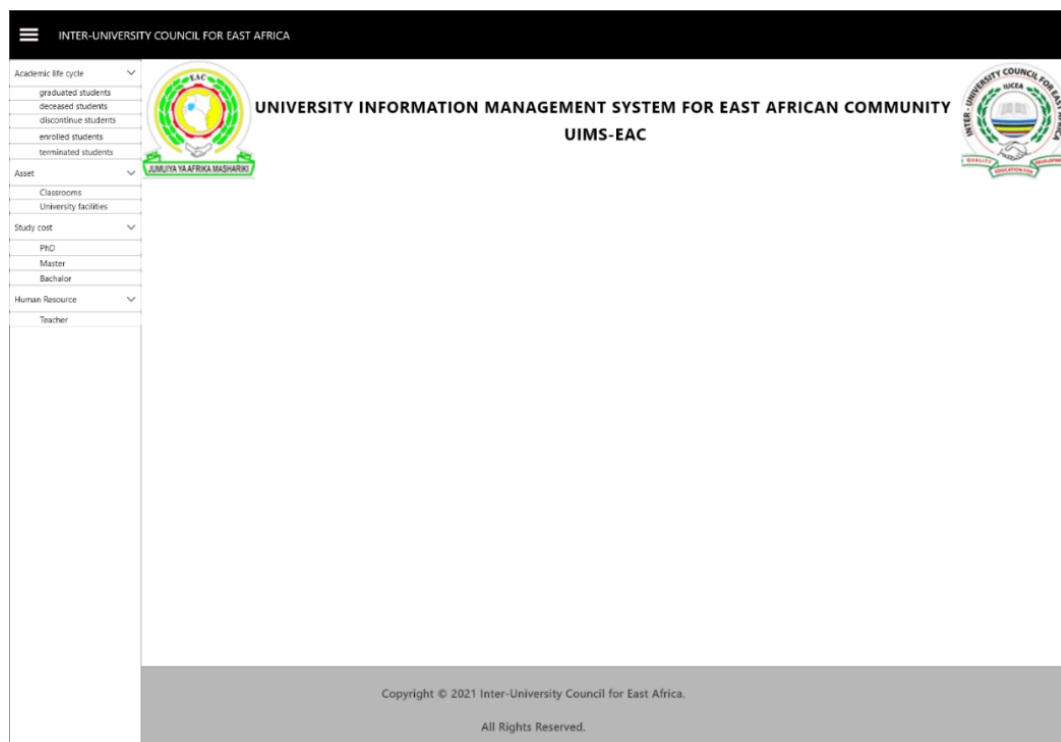 INTER-UNIVERSITY COUNCIL FOR EAST AFRICA
Academic life cycle
graduated students
deceased students
discontinue students
enrolled students
terminated students
Asset
Classrooms
University facilities
Study cost
PhD
Master
Bachalor
Human Resource
Teacher
EAC
JUMUIYA YA AFRIKA MASHARIKI
UNIVERSITY INFORMATION MANAGEMENT SYSTEM FOR EAST AFRICAN COMMUNITY
UIMS-EAC
INTER - UNIVERSITY COUNCIL FOR EAST AFRICA
IUCEA
QUALITY
EDUCATION FOR
DEVELOPMENT
Copyright © 2021 Inter-University Council for East Africa.
All Rights Reserved.